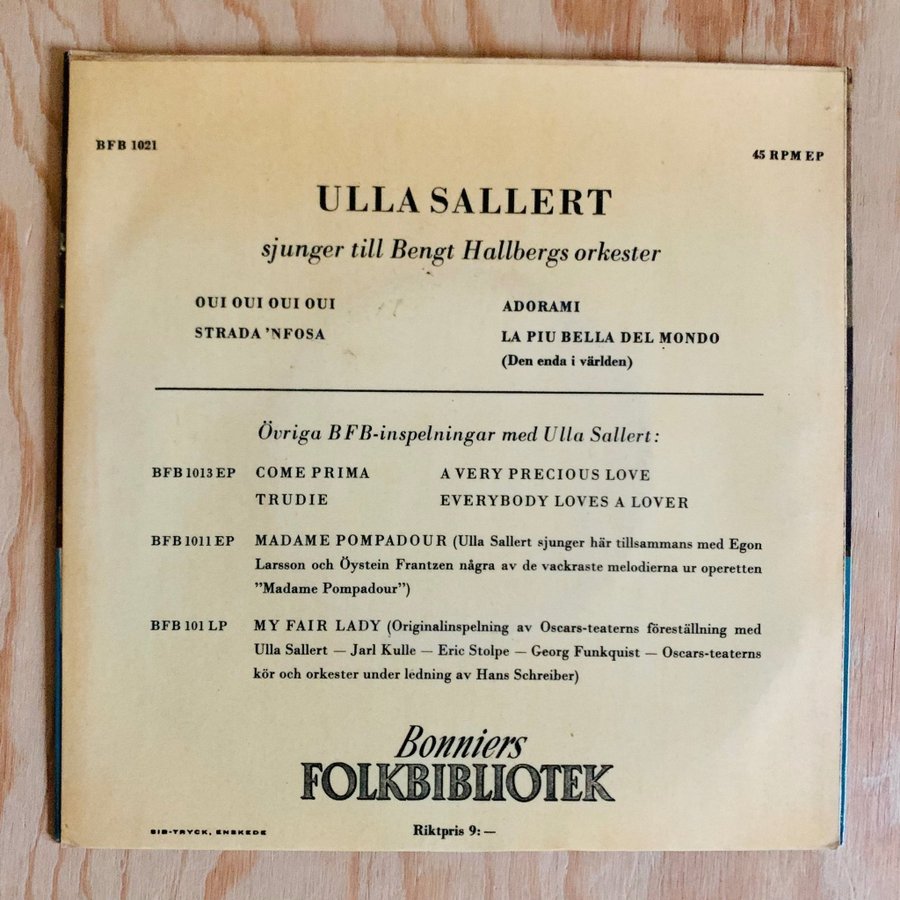 BFB 1021
45 RPM EP
ULLA SALLERT
sjunger till Bengt Hallbergs orkester
OUI OUI OUI OUI
STRADA 'NFOSA
ADORAMI
LA PIU BELLA DEL MONDO
(Den enda i världen)
Övriga BFB-inspelningar med Ulla Sallert:
BFB 1013 EP COME PRIMA A VERY PRECIOUS LOVE
TRUDIE EVERYBODY LOVES A LOVER
BFB 1011 EP MADAME POMPADOUR (Ulla Sallert sjunger här tillsammans med Egon
Larsson och Öystein Frantzen några av de vackraste melodierna ur operetten
”Madame Pompadour”)
BFB 101 LP MY FAIR LADY (Originalinspelning av Oscars-teaterns föreställning med
Ulla Sallert — Jarl Kulle — Eric Stolpe — Georg Funkquist — Oscars-teaterns
kör och orkester under ledning av Hans Schreiber)
Bonniers
FOLKBIBLIOTEK
SIB-TRYCK, ENSKEDE
Riktpris 9:—